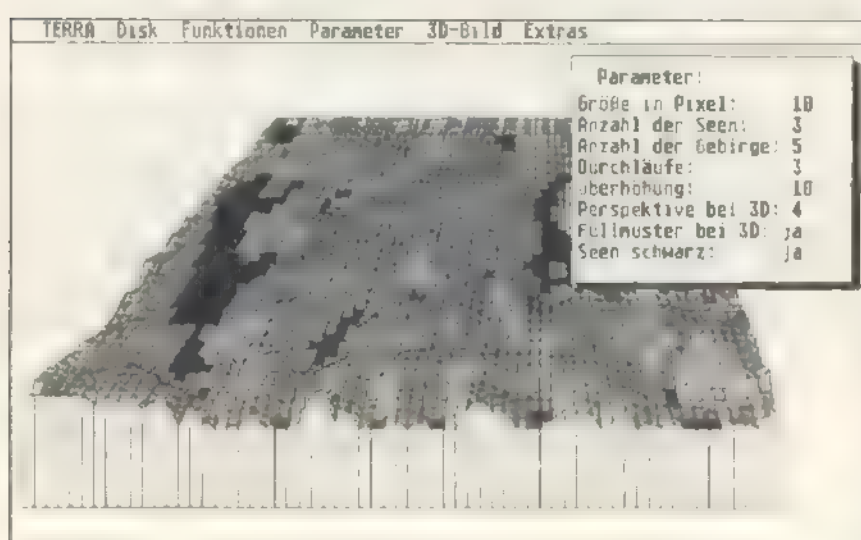 TERRA Disk Funktionen Parameter 3D-Bild Extras
Parameter:
Größe in Pixel: 10
Anzahl der Seen: 3
Anzahl der Gebirge: 5
Durchläufe: 3
Überhöhung: 10
Perspektive bei 3D: 4
Füllmuster bei 3D: ja
Seen schwarz: ja